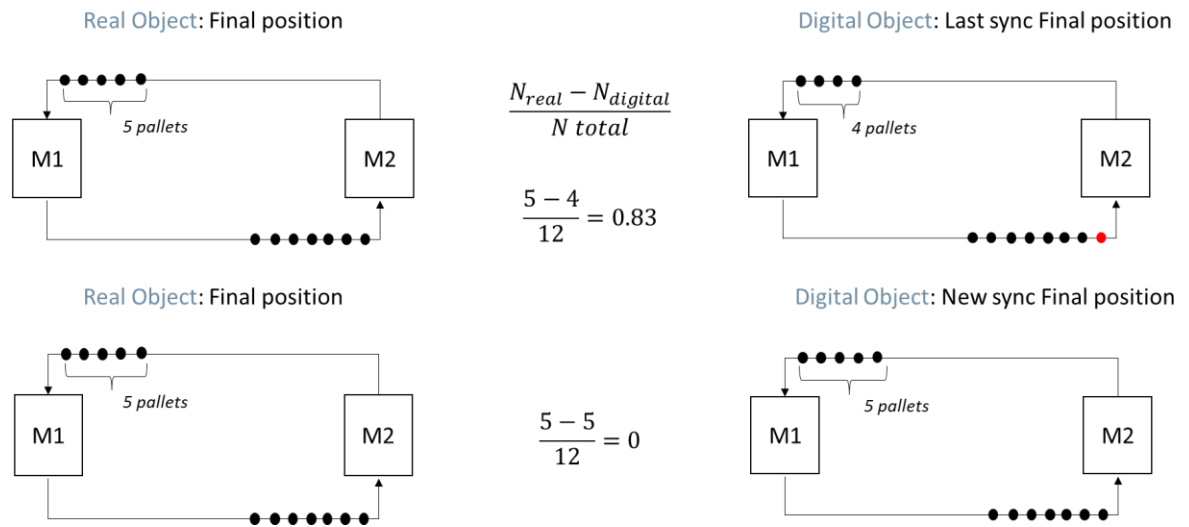 Real Object: Final position
Digital Object: Last sync Final position
5 pallets
M1
M2
N_real − N_digital
N total
5 − 4
12
= 0.83
4 pallets
M1
M2
Real Object: Final position
Digital Object: New sync Final position
5 pallets
M1
M2
5 − 5
12
= 0
5 pallets
M1
M2